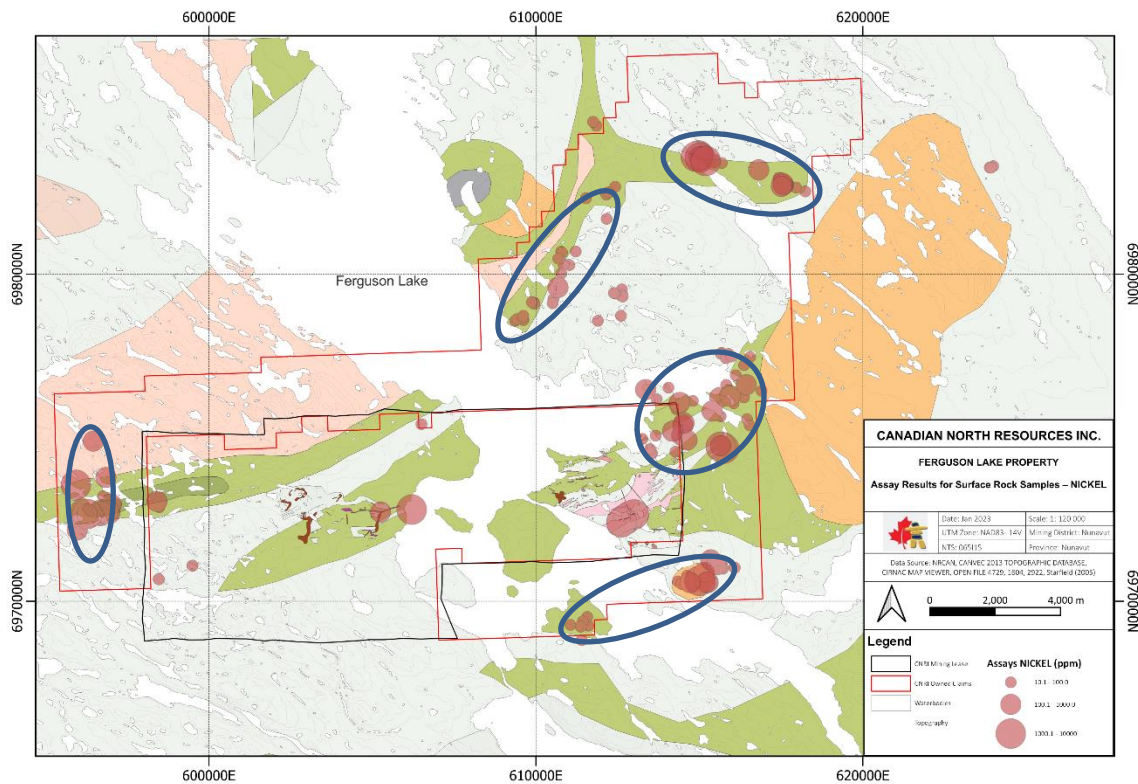 600000E 610000E 620000E
Ferguson Lake
6980000N 6980000N
6970000N 6970000N
CANADIAN NORTH RESOURCES INC.
FERGUSON LAKE PROPERTY
Assay Results for Surface Rock Samples – NICKEL
Date: Jan 2023 Scale: 1: 120 000
UTM Zone: NAD83- 14V Mining District: Nunavut
NTS: 065I15 Province: Nunavut
Data Source: NRCAN, CANVEC 2013 TOPOGRAPHIC DATABASE,
CIRNAC MAP VIEWER, OPEN FILE 4729, 1804, 2922, Starfield (2005)
0 2,000 4,000 m
Legend
Assays NICKEL (ppm)
CNRI Mining Lease
CNRI Owned Claims
Waterbodies
Topography
10.1 - 100.0
100.1 - 1000.0
1000.1 - 10000
600000E 610000E 620000E